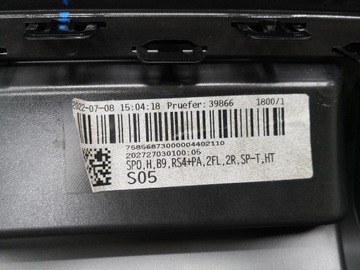 2022-07-08 15:04:18 Pruefer:39866 1800/1
75856873000004402110
202727030100:05
SPO,H,B9,RS4+PA,2FL,2R,SP-T,HT
S05